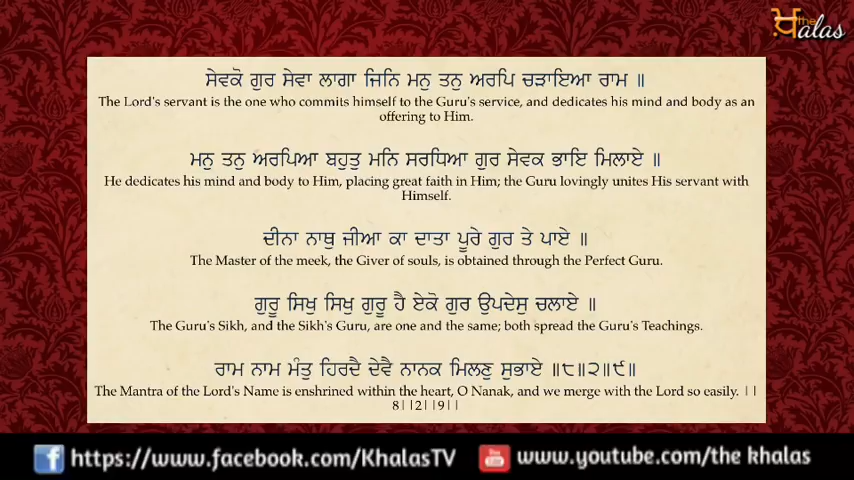 the
ਖalas
ਸੇਵਕੋ ਗੁਰ ਸੇਵਾ ਲਾਗਾ ਜਿਨਿ ਮਨੁ ਤਨੁ ਅਰਪਿ ਚੜਾਇਆ ਰਾਮ ॥
The Lord's servant is the one who commits himself to the Guru's service, and dedicates his mind and body as an
offering to Him.
ਮਨੁ ਤਨੁ ਅਰਪਿਆ ਬਹੁਤੁ ਮਨਿ ਸਰਧਿਆ ਗੁਰ ਸੇਵਕ ਭਾਇ ਮਿਲਾਏ ॥
He dedicates his mind and body to Him, placing great faith in Him; the Guru lovingly unites His servant with
Himself.
ਦੀਨਾ ਨਾਥੁ ਜੀਆ ਕਾ ਦਾਤਾ ਪੂਰੇ ਗੁਰ ਤੇ ਪਾਏ ॥
The Master of the meek, the Giver of souls, is obtained through the Perfect Guru.
ਗੁਰੂ ਸਿਖੁ ਸਿਖੁ ਗੁਰੂ ਹੈ ਏਕੋ ਗੁਰ ਉਪਦੇਸੁ ਚਲਾਏ ॥
The Guru's Sikh, and the Sikh's Guru, are one and the same; both spread the Guru's Teachings.
ਰਾਮ ਨਾਮ ਮੰਤੁ ਹਿਰਦੈ ਦੇਵੈ ਨਾਨਕ ਮਿਲਣੁ ਸੁਭਾਏ ॥੮॥੨॥੯॥
The Mantra of the Lord's Name is enshrined within the heart, O Nanak, and we merge with the Lord so easily. ||
8||2||9||
https://www.facebook.com/KhalasTV
You Tube www.youtube.com/the khalas